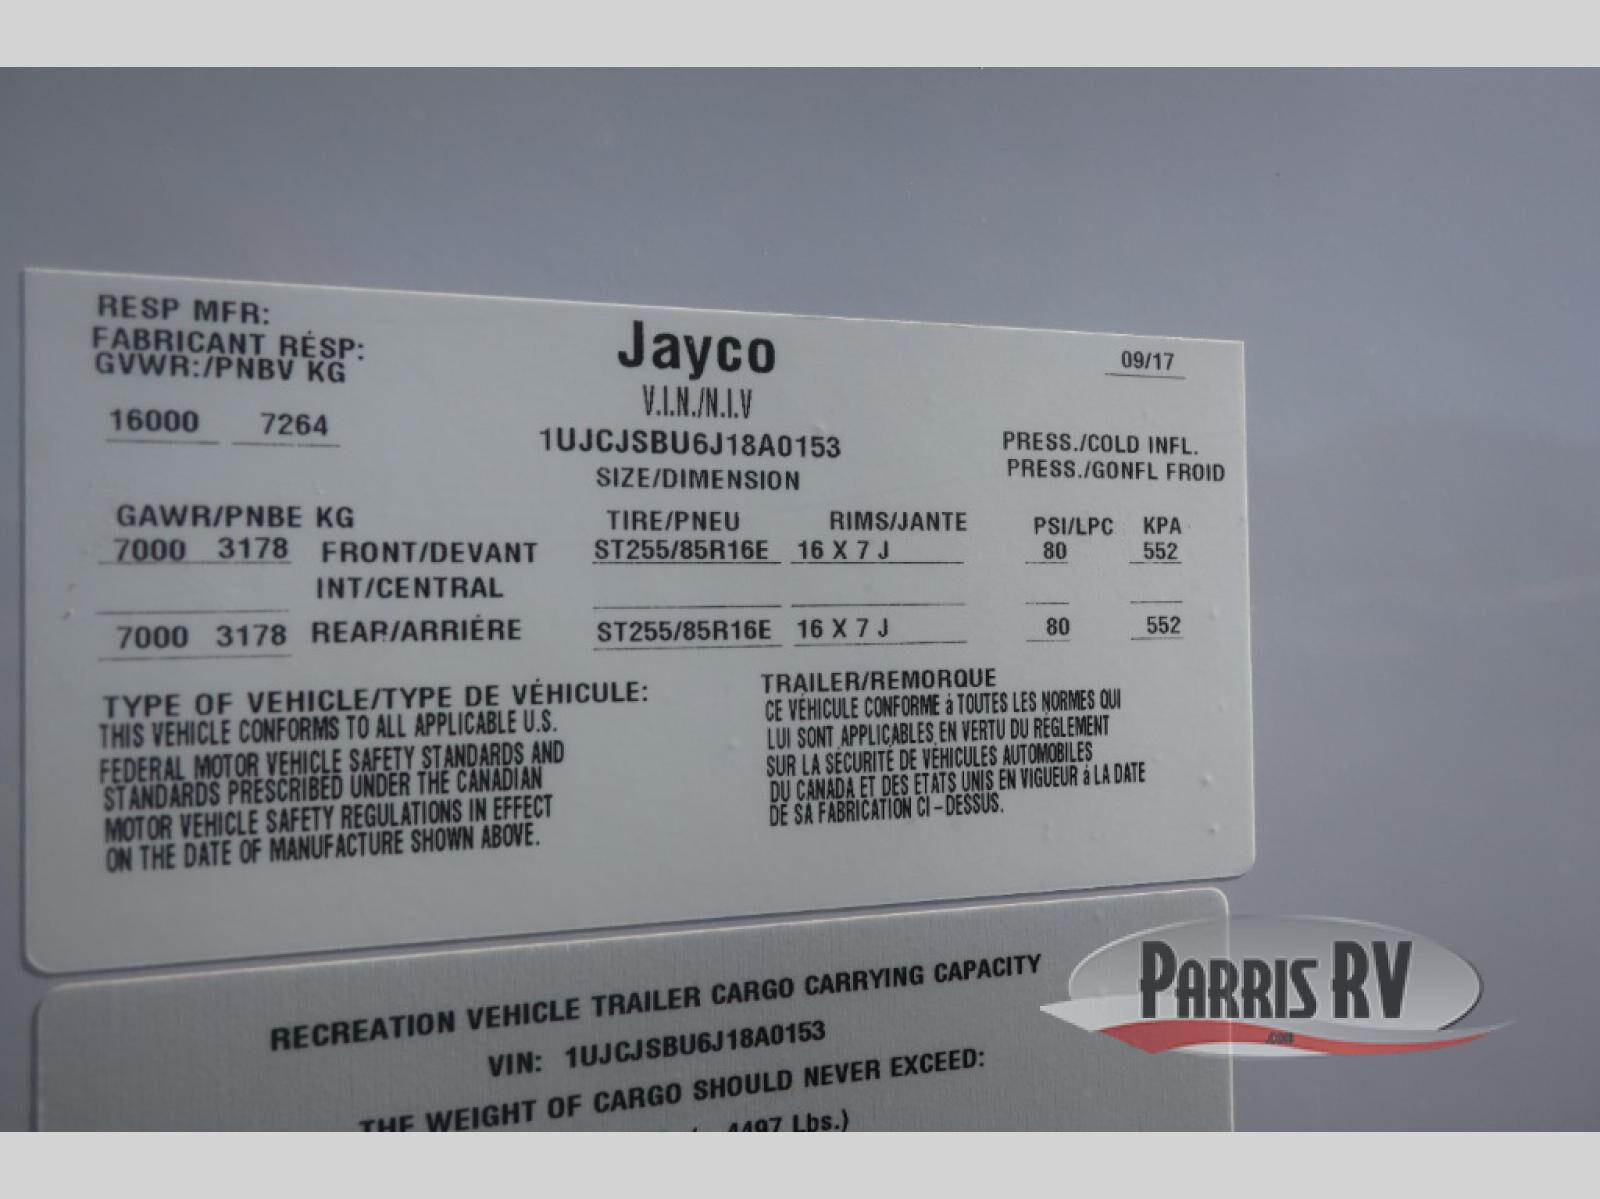 RESP MFR:
FABRICANT RÉSP:
GVWR:/PNBV KG
Jayco
09/17
V.I.N./N.I.V
16000 7264
1UJCJSBU6J18A0153
PRESS./COLD INFL.
SIZE/DIMENSION
PRESS./GONFL FROID
GAWR/PNBE KG TIRE/PNEU RIMS/JANTE PSI/LPC KPA
7000 3178 FRONT/DEVANT ST255/85R16E 16 X 7 J 80 552
INT/CENTRAL
7000 3178 REAR/ARRIÉRE ST255/85R16E 16 X 7 J 80 552
TYPE OF VEHICLE/TYPE DE VÉHICULE:
THIS VEHICLE CONFORMS TO ALL APPLICABLE U.S.
FEDERAL MOTOR VEHICLE SAFETY STANDARDS AND
STANDARDS PRESCRIBED UNDER THE CANADIAN
MOTOR VEHICLE SAFETY REGULATIONS IN EFFECT
ON THE DATE OF MANUFACTURE SHOWN ABOVE.
TRAILER/REMORQUE
CE VÉHICULE CONFORME à TOUTES LES NORMES QUI
LUI SONT APPLICABLES EN VERTU DU RÉGLEMENT
SUR LA SÉCURITÉ DE VÉHICULES AUTOMOBILES
DU CANADA ET DES ETATS UNIS EN VIGUEUR à LA DATE
DE SA FABRICATION CI-DESSUS.
RECREATION VEHICLE TRAILER CARGO CARRYING CAPACITY
VIN: 1UJCJSBU6J18A0153
THE WEIGHT OF CARGO SHOULD NEVER EXCEED:
4497 Lbs.)
PARRIS RV
.com